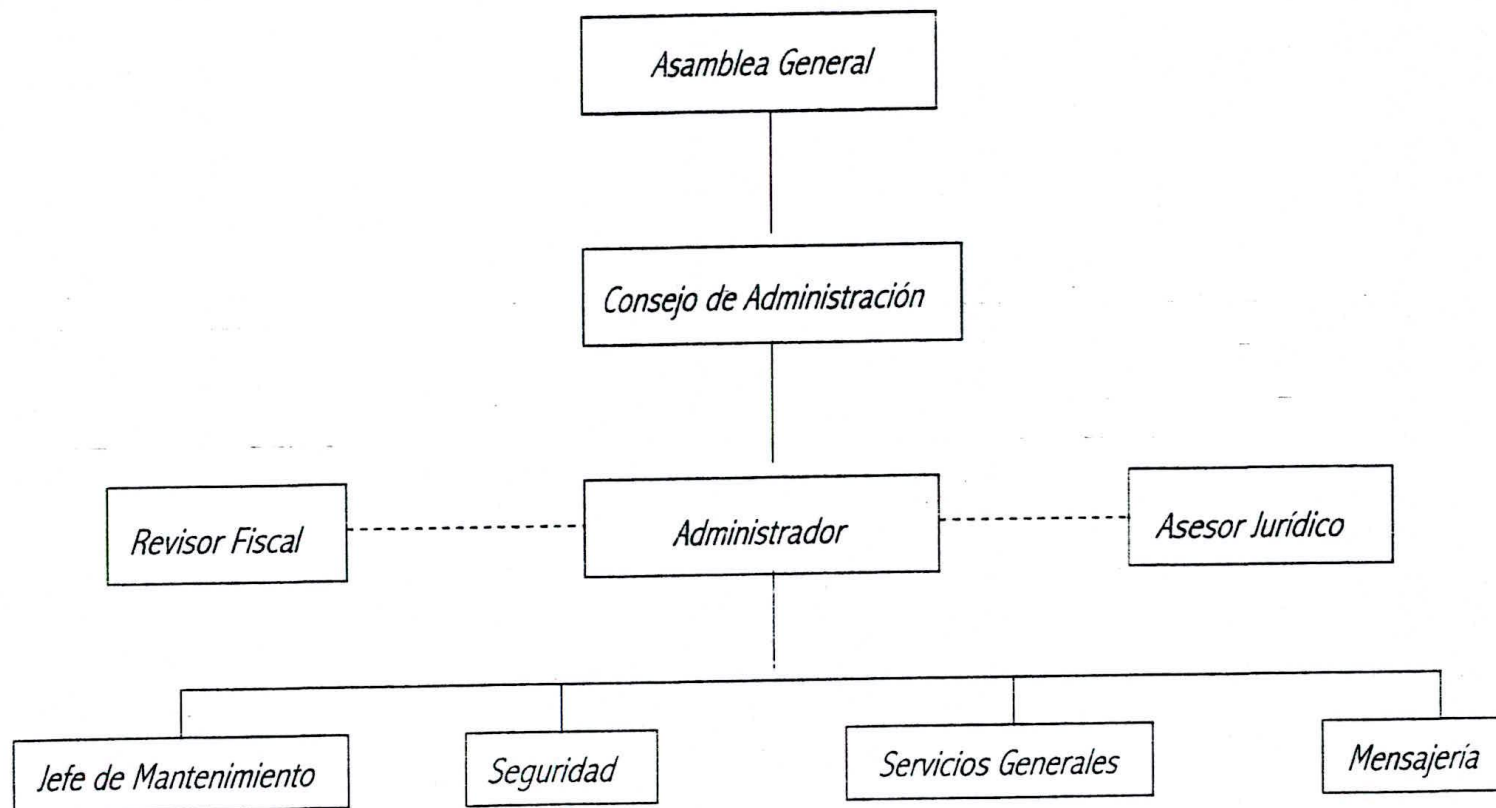 Asamblea General
Consejo de Administración
Revisor Fiscal
Administrador
Asesor Jurídico
Jefe de Mantenimiento
Seguridad
Servicios Generales
Mensajería